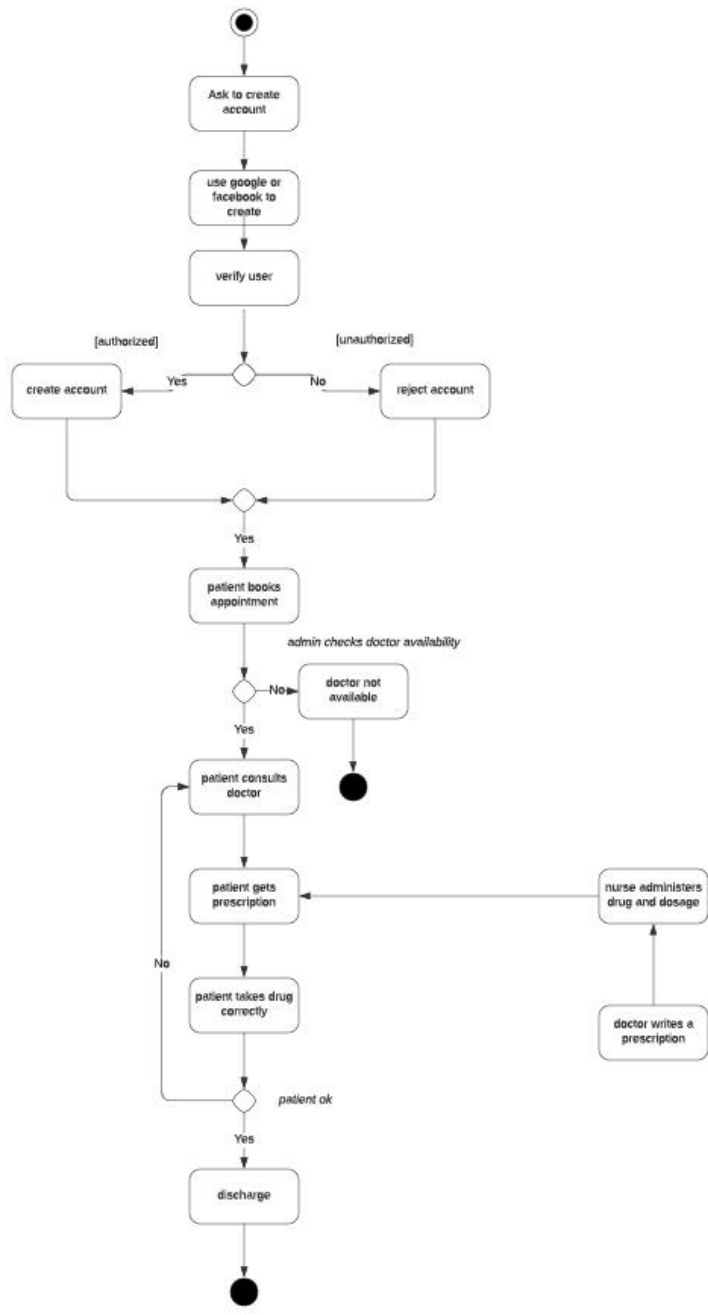 Ask to create
account
use google or
facebook to
create
verify user
[authorized]
[unauthorized]
Yes
No
create account
reject account
Yes
patient books
appointment
admin checks doctor availability
No
doctor not
available
Yes
patient consults
doctor
patient gets
prescription
nurse administers
drug and dosage
No
patient takes drug
correctly
doctor writes a
prescription
patient ok
Yes
discharge